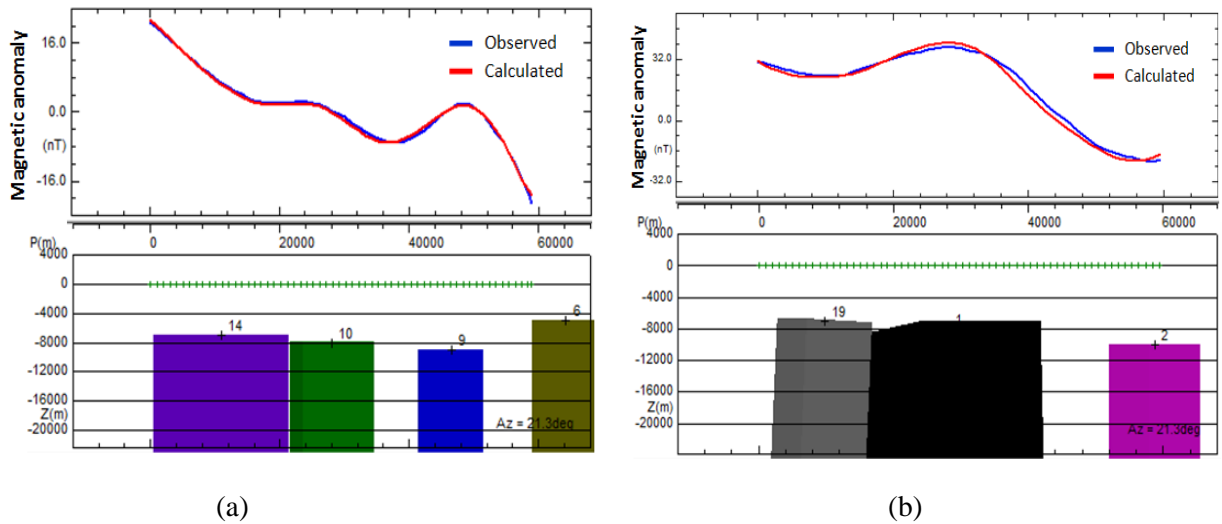 Magnetic anomaly
16.0
0.0
(nT)
-16.0
Observed
Calculated
P(m) 0 20000 40000 60000
4000
0
-4000
-8000
-12000
-16000
Z(m)
-20000
14
10
9
6
Az = 21.3deg
(a)
Magnetic anomaly
32.0
0.0
(nT)
-32.0
Observed
Calculated
P(m) 0 20000 40000 60000
4000
0
-4000
-8000
-12000
-16000
Z(m)
-20000
19
1
2
Az = 21.3deg
(b)